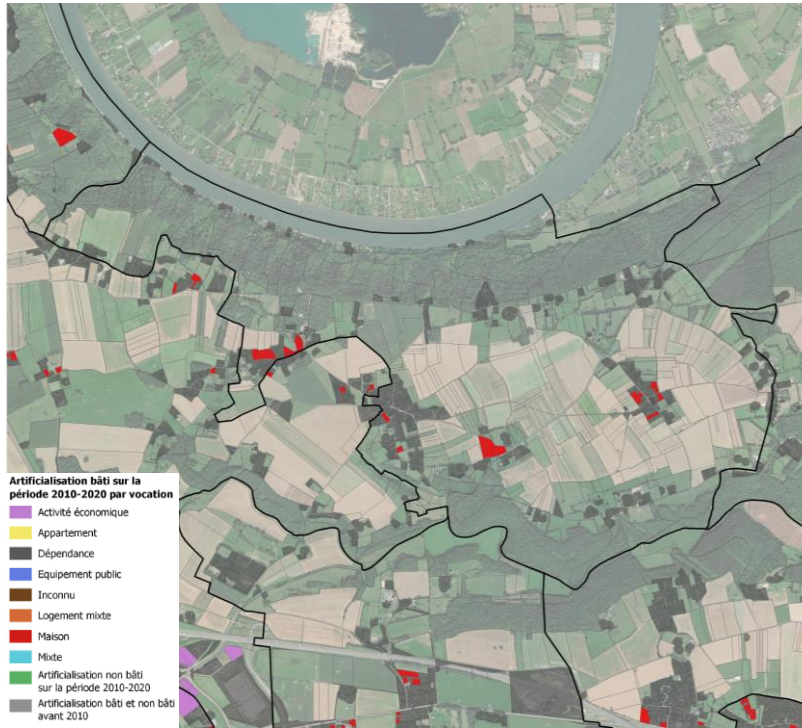 Artificialisation bâti sur la
période 2010-2020 par vocation
Activité économique
Appartement
Dépendance
Equipement public
Inconnu
Logement mixte
Maison
Mixte
Artificialisation non bâti
sur la période 2010-2020
Artificialisation bâti et non bâti
avant 2010